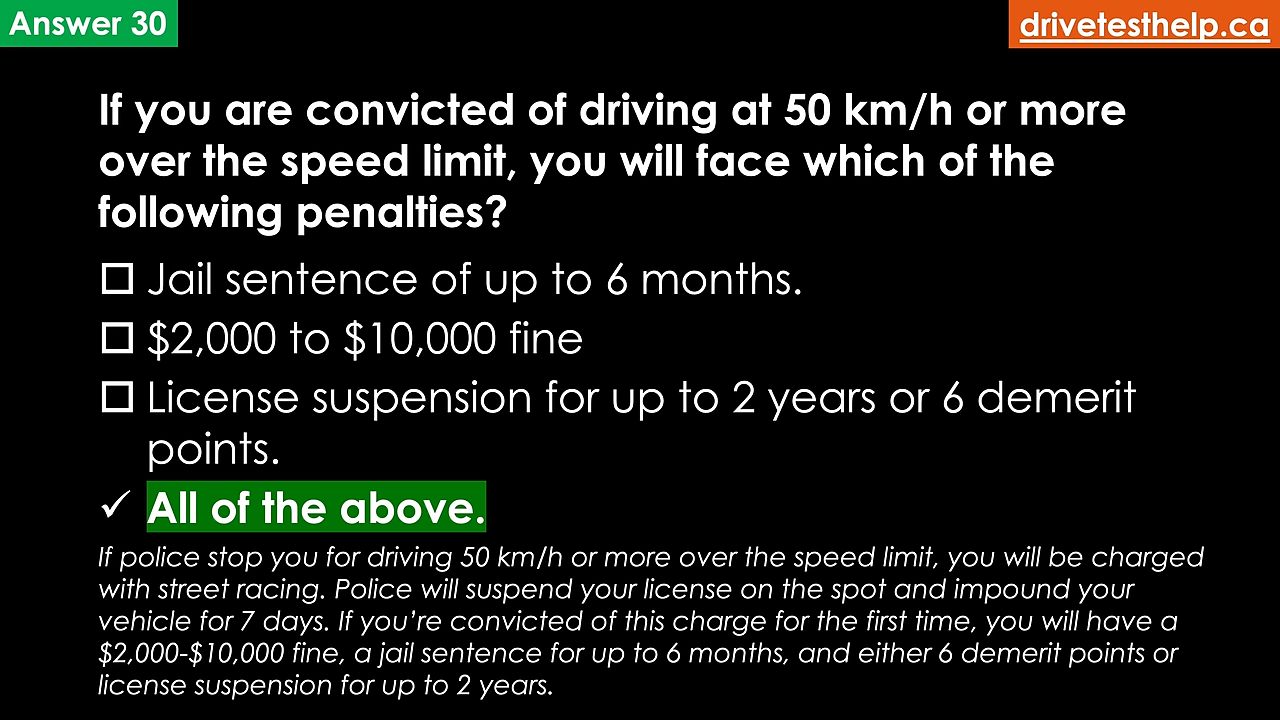 Answer 30
drivetesthelp.ca
If you are convicted of driving at 50 km/h or more
over the speed limit, you will face which of the
following penalties?
Jail sentence of up to 6 months.
$2,000 to $10,000 fine
License suspension for up to 2 years or 6 demerit
points.
All of the above.
If police stop you for driving 50 km/h or more over the speed limit, you will be charged
with street racing. Police will suspend your license on the spot and impound your
vehicle for 7 days. If you’re convicted of this charge for the first time, you will have a
$2,000-$10,000 fine, a jail sentence for up to 6 months, and either 6 demerit points or
license suspension for up to 2 years.